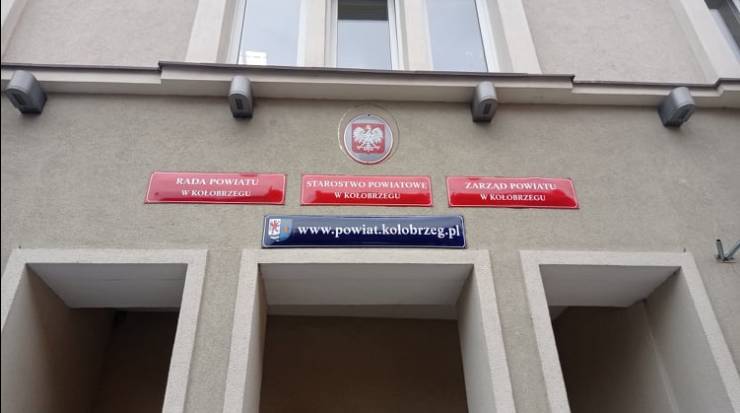 RADA POWIATU
W KOŁOBRZEGU
STAROSTWO POWIATOWE
W KOŁOBRZEGU
ZARZĄD POWIATU
W KOŁOBRZEGU
www.powiat.kolobrzeg.pl